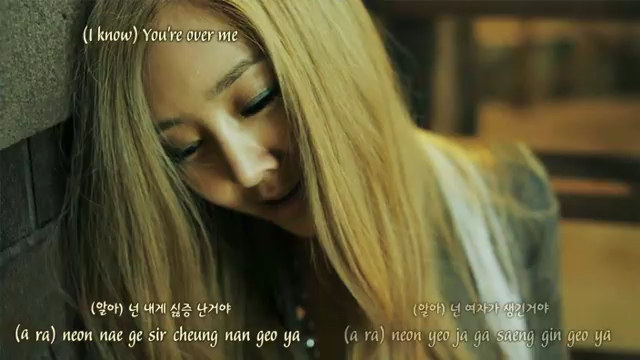 (I know) You're over me
(알아) 넌 내게 싫증 난거야
(알아) 넌 여자가 생긴거야
(a ra) neon nae ge sir cheung nan geo ya
(a ra) neon yeo ja ga saeng gin geo ya